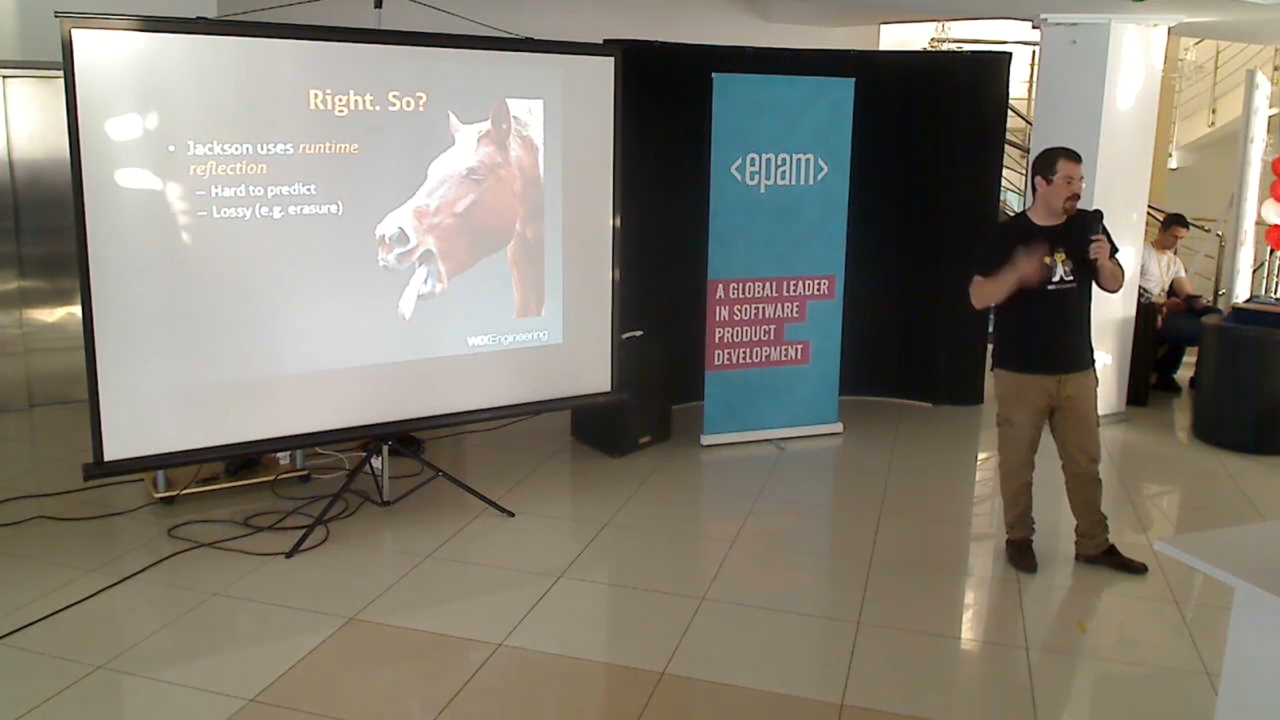 Right. So?
• Jackson uses runtime
reflection
– Hard to predict
– Lossy (e.g. erasure)
WiXEngineering
<epam>
A GLOBAL LEADER
IN SOFTWARE
PRODUCT
DEVELOPMENT